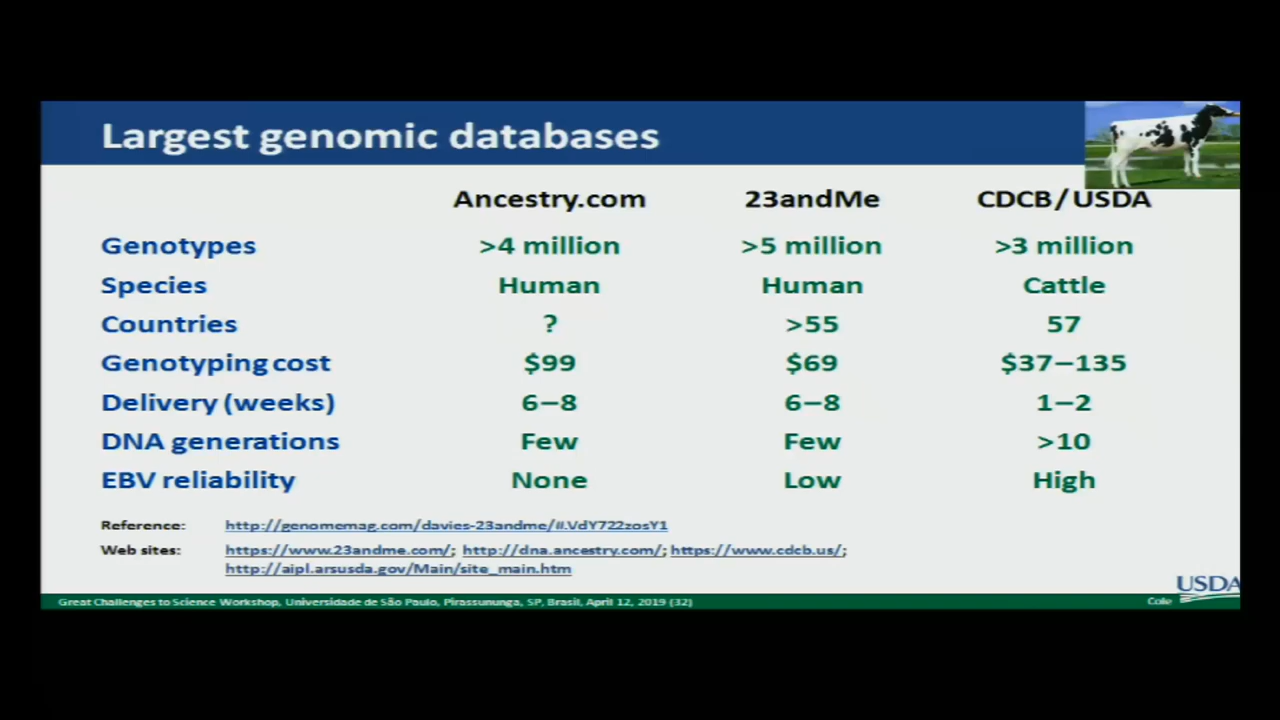 Largest genomic databases
Ancestry.com 23andMe CDCB/USDA
Genotypes >4 million >5 million >3 million
Species Human Human Cattle
Countries ? >55 57
Genotyping cost $99 $69 $37–135
Delivery (weeks) 6–8 6–8 1–2
DNA generations Few Few >10
EBV reliability None Low High
Reference: http://genomemag.com/davies-23andme/#.VdY722zosY1
Web sites: https://www.23andme.com/; http://dna.ancestry.com/; https://www.cdcb.us/;
http://aipl.arsusda.gov/Main/site_main.htm
USDA
Great Challenges to Science Workshop, Universidade de São Paulo, Pirassununga, SP, Brasil, April 12, 2019 (32) Cole